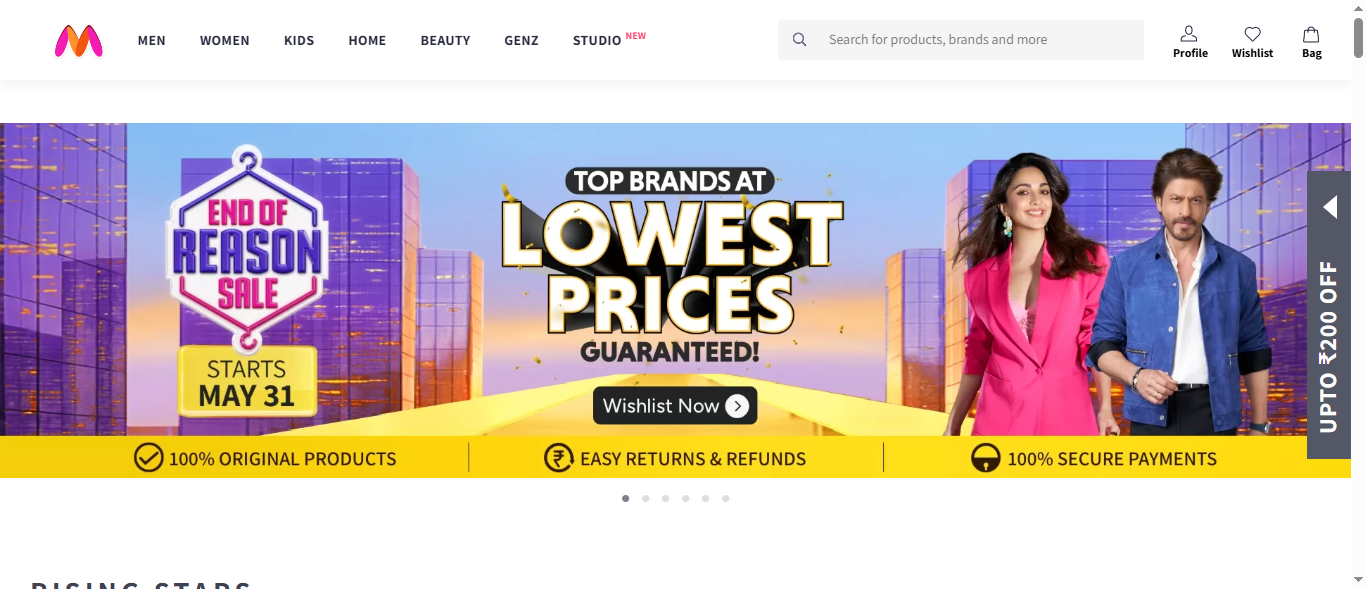 MEN WOMEN KIDS HOME BEAUTY GENZ STUDIO NEW
Search for products, brands and more
Profile Wishlist Bag
END OF
REASON
SALE
STARTS
MAY 31
TOP BRANDS AT
LOWEST
PRICES
GUARANTEED!
Wishlist Now
UPTO ₹200 OFF
100% ORIGINAL PRODUCTS
EASY RETURNS & REFUNDS
100% SECURE PAYMENTS
RISING STARS